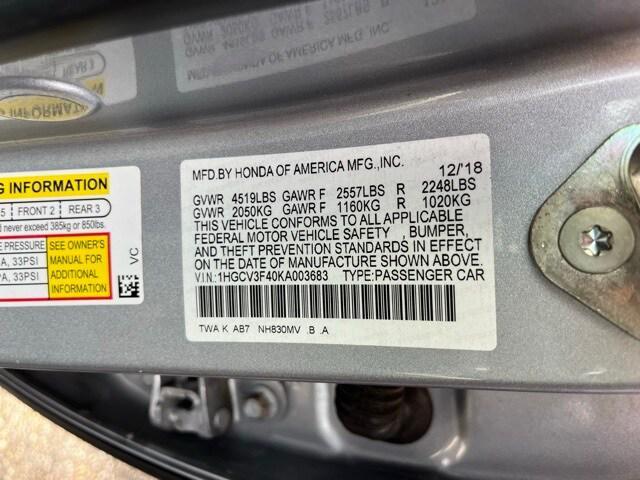 MFD.BY HONDA OF AMERICA MFG.,INC. 12/'18
GVWR 4519LBS GAWR F 2557LBS R 2248LBS
GVWR 2050KG GAWR F 1160KG R 1020KG
THIS VEHICLE CONFORMS TO ALL APPLICABLE
FEDERAL MOTOR VEHICLE SAFETY , BUMPER,
AND THEFT PREVENTION STANDARDS IN EFFECT
ON THE DATE OF MANUFACTURE SHOWN ABOVE.
V.I.N.:1HGCV3F40KA003683 TYPE:PASSENGER CAR
TWA K AB7 NH830MV .B .A
G INFORMATION
5 FRONT 2 REAR 3
d never exceed 385kg or 850lbs.
E PRESSURE
A, 33PSI
PA, 33PSI
SEE OWNER'S
MANUAL FOR
ADDITIONAL
INFORMATION
VC